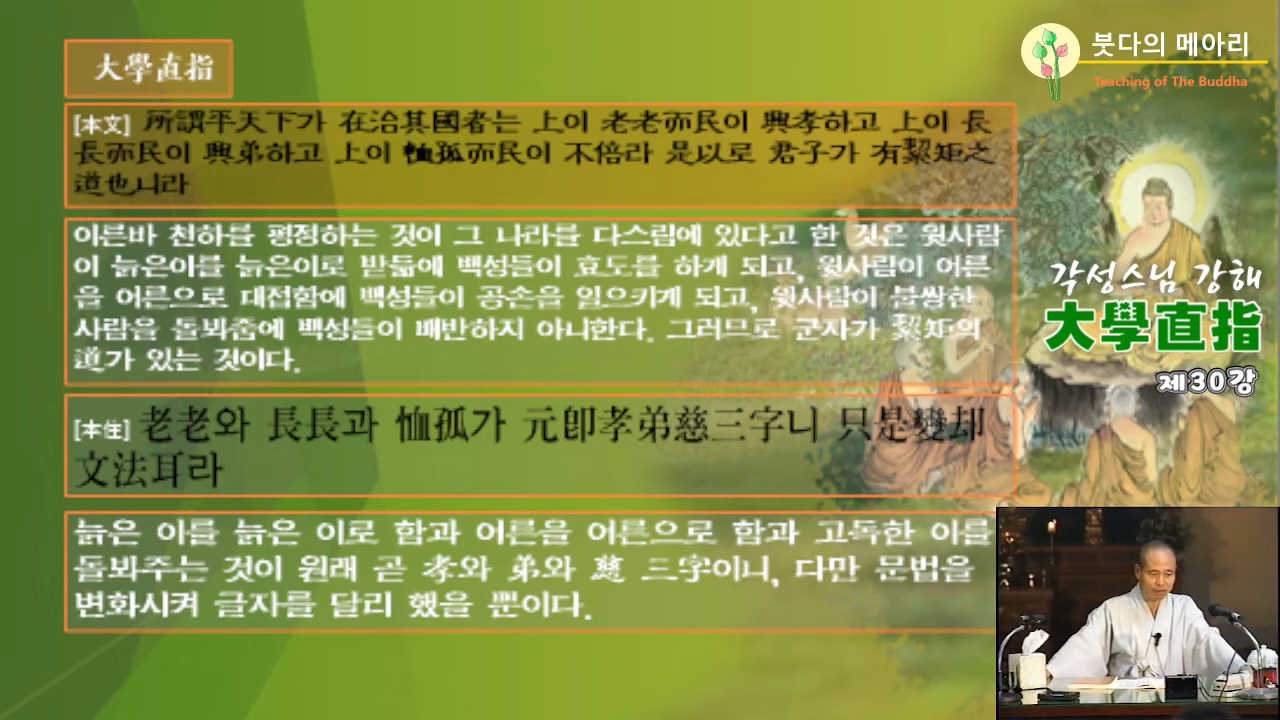 大學直指
[本文] 所謂平天下가 在治其國者는 上이 老老而民이 興孝하고 上이 長
長而民이 興弟하고 上이 恤孤而民이 不倍라 是以로 君子가 有絜矩之
道也니라
이른바 천하를 평정하는 것이 그 나라를 다스림에 있다고 한 것은 윗사람
이 늙은이를 늙은이로 받듦에 백성들이 효도를 하게 되고, 윗사람이 어른
을 어른으로 대접함에 백성들이 공손을 일으키게 되고, 윗사람이 불쌍한
사람을 돌봐줌에 백성들이 배반하지 아니한다. 그러므로 군자가 絜矩의
道가 있는 것이다.
[本住] 老老와 長長과 恤孤가 元卽孝弟慈三字니 只是變却
文法耳라
늙은 이를 늙은 이로 함과 어른을 어른으로 함과 고독한 이를
돌봐주는 것이 원래 곧 孝와 弟와 慈 三字이니, 다만 문법을
변화시켜 글자를 달리 했을 뿐이다.
붓다의 메아리
Teaching of The Buddha
각성스님 강해
大學直指
제30강